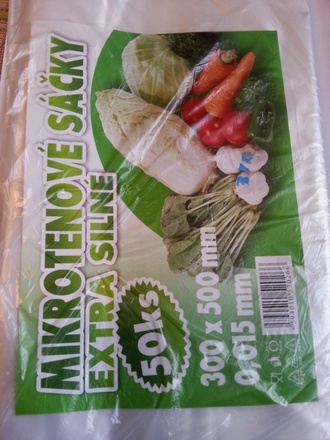 MIKROTENOVÉ SÁČKY
EXTRA SILNÉ
50ks
300 x 500 mm
0,015 mm